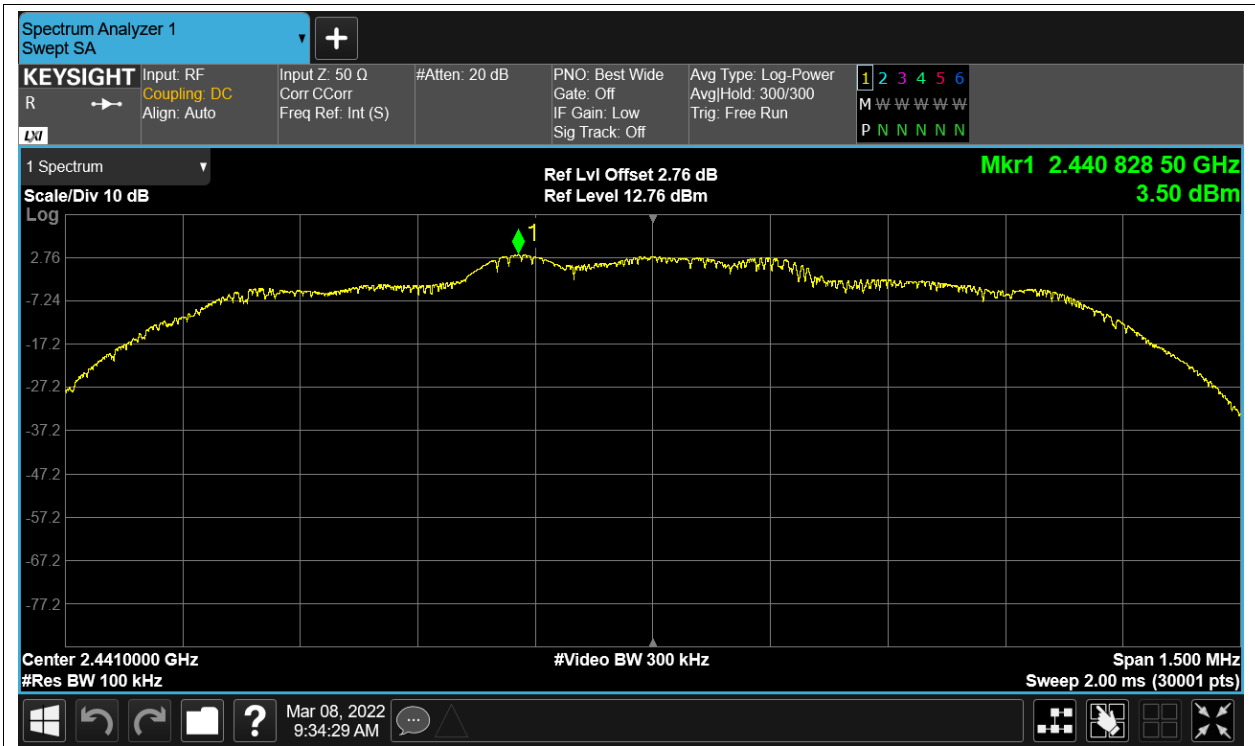 Spectrum Analyzer 1
Swept SA
KEYSIGHT
R
LXI
Input: RF
Coupling: DC
Align: Auto
Input Z: 50 Ω
Corr CCorr
Freq Ref: Int (S)
#Atten: 20 dB
PNO: Best Wide
Gate: Off
IF Gain: Low
Sig Track: Off
Avg Type: Log-Power
Avg|Hold: 300/300
Trig: Free Run
1 2 3 4 5 6
M W W W W W
P N N N N N
1 Spectrum
Scale/Div 10 dB
Ref Lvl Offset 2.76 dB
Ref Level 12.76 dBm
Mkr1 2.440 828 50 GHz
3.50 dBm
Log
1
2.76
-7.24
-17.2
-27.2
-37.2
-47.2
-57.2
-67.2
-77.2
Center 2.4410000 GHz
#Video BW 300 kHz
Span 1.500 MHz
#Res BW 100 kHz
Sweep 2.00 ms (30001 pts)
?
Mar 08, 2022
9:34:29 AM